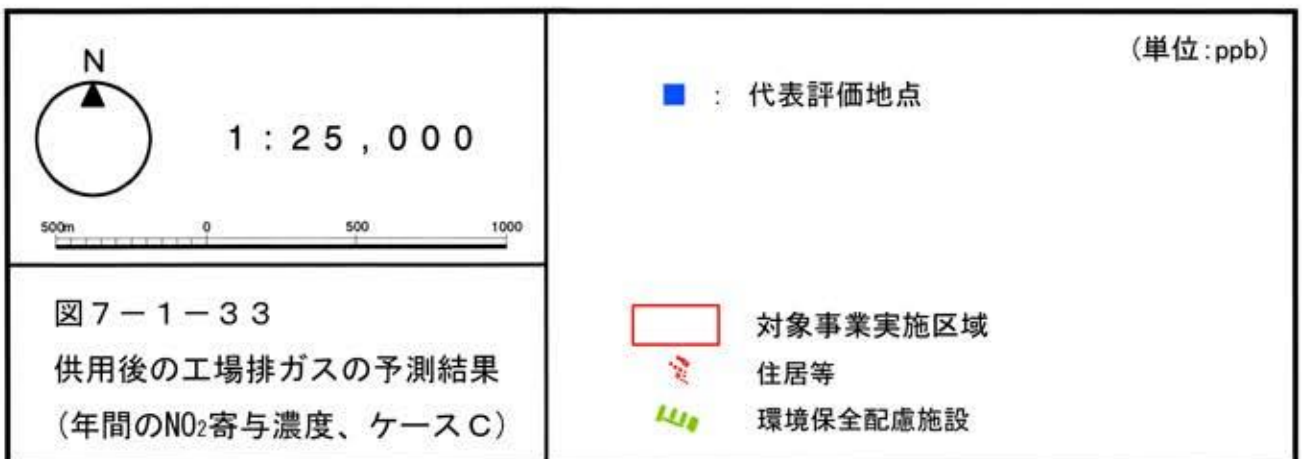 N
1：25，000
500m 0 500 1000
図7－1－33
供用後の工場排ガスの予測結果
（年間のNO₂寄与濃度、ケースC）
（単位：ppb）
： 代表評価地点
対象事業実施区域
住居等
環境保全配慮施設